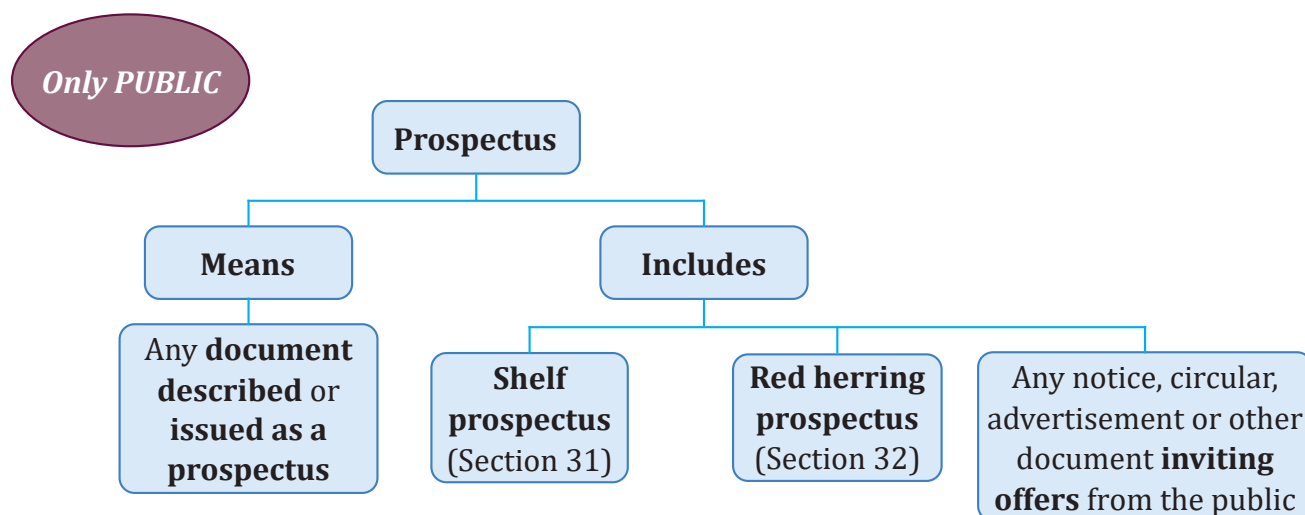 Only PUBLIC
Prospectus
Means
Includes
Any document
described or
issued as a
prospectus
Shelf
prospectus
(Section 31)
Red herring
prospectus
(Section 32)
Any notice, circular,
advertisement or other
document inviting
offers from the public